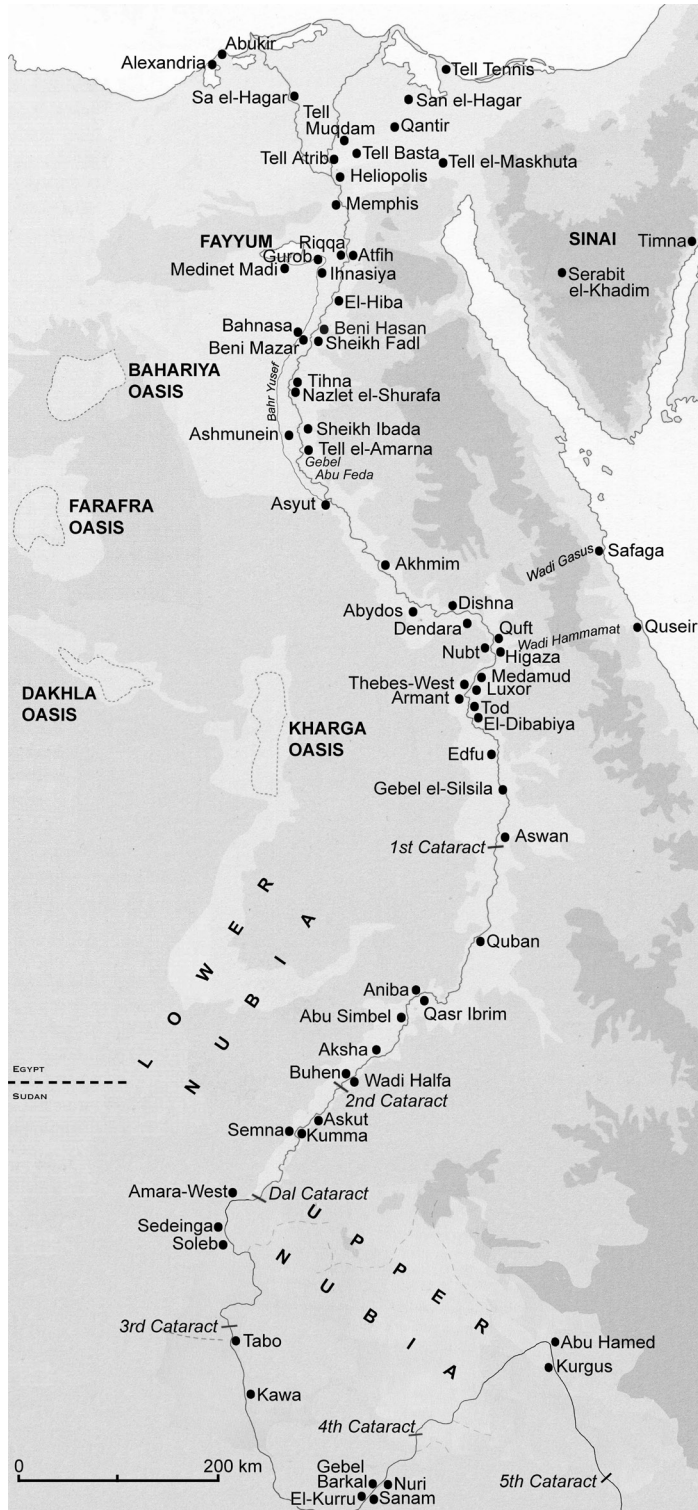 Abukir
Alexandria
Tell Tennis
Sa el-Hagar
San el-Hagar
Tell
Muqdam
Qantir
Tell Basta
Tell Atrib
Tell el-Maskhuta
Heliopolis
Memphis
FAYYUM
Riqqa
SINAI
Timna
Gurob
Atfih
Medinet Madi
Ihnasiya
Serabit
el-Khadim
El-Hiba
Bahnasa
Beni Hasan
Beni Mazar
Sheikh Fadl
BAHARIYA
OASIS
Bahr Yusef
Tihna
Nazlet el-Shurafa
Ashmunein
Sheikh Ibada
Tell el-Amarna
Gebel
Abu Feda
FARAFRA
OASIS
Asyut
Akhmim
Wadi Gasus
Safaga
Abydos
Dishna
Dendara
Quft
Wadi Hammamat
Quseir
Nubt
Higaza
DAKHLA
OASIS
Thebes-West
Medamud
Luxor
Armant
Tod
El-Dibabiya
KHARGA
OASIS
Edfu
Gebel el-Silsila
Aswan
1st Cataract
LOWER
NUBIA
Quban
Aniba
Qasr Ibrim
Abu Simbel
Aksha
EGYPT
SUDAN
Buhen
Wadi Halfa
2nd Cataract
Askut
Semna
Kumma
Amara-West
Dal Cataract
Sedeinga
Soleb
UPPER
NUBIA
3rd Cataract
Tabo
Abu Hamed
Kurgus
Kawa
4th Cataract
0
200 km
5th Cataract
Gebel
Barkal
Nuri
El-Kurru
Sanam